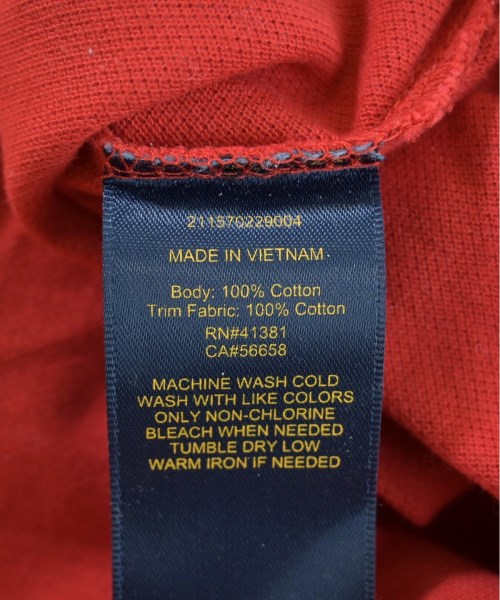 211570229004
MADE IN VIETNAM
Body: 100% Cotton
Trim Fabric: 100% Cotton
RN#41381
CA#56658
MACHINE WASH COLD
WASH WITH LIKE COLORS
ONLY NON-CHLORINE
BLEACH WHEN NEEDED
TUMBLE DRY LOW
WARM IRON IF NEEDED